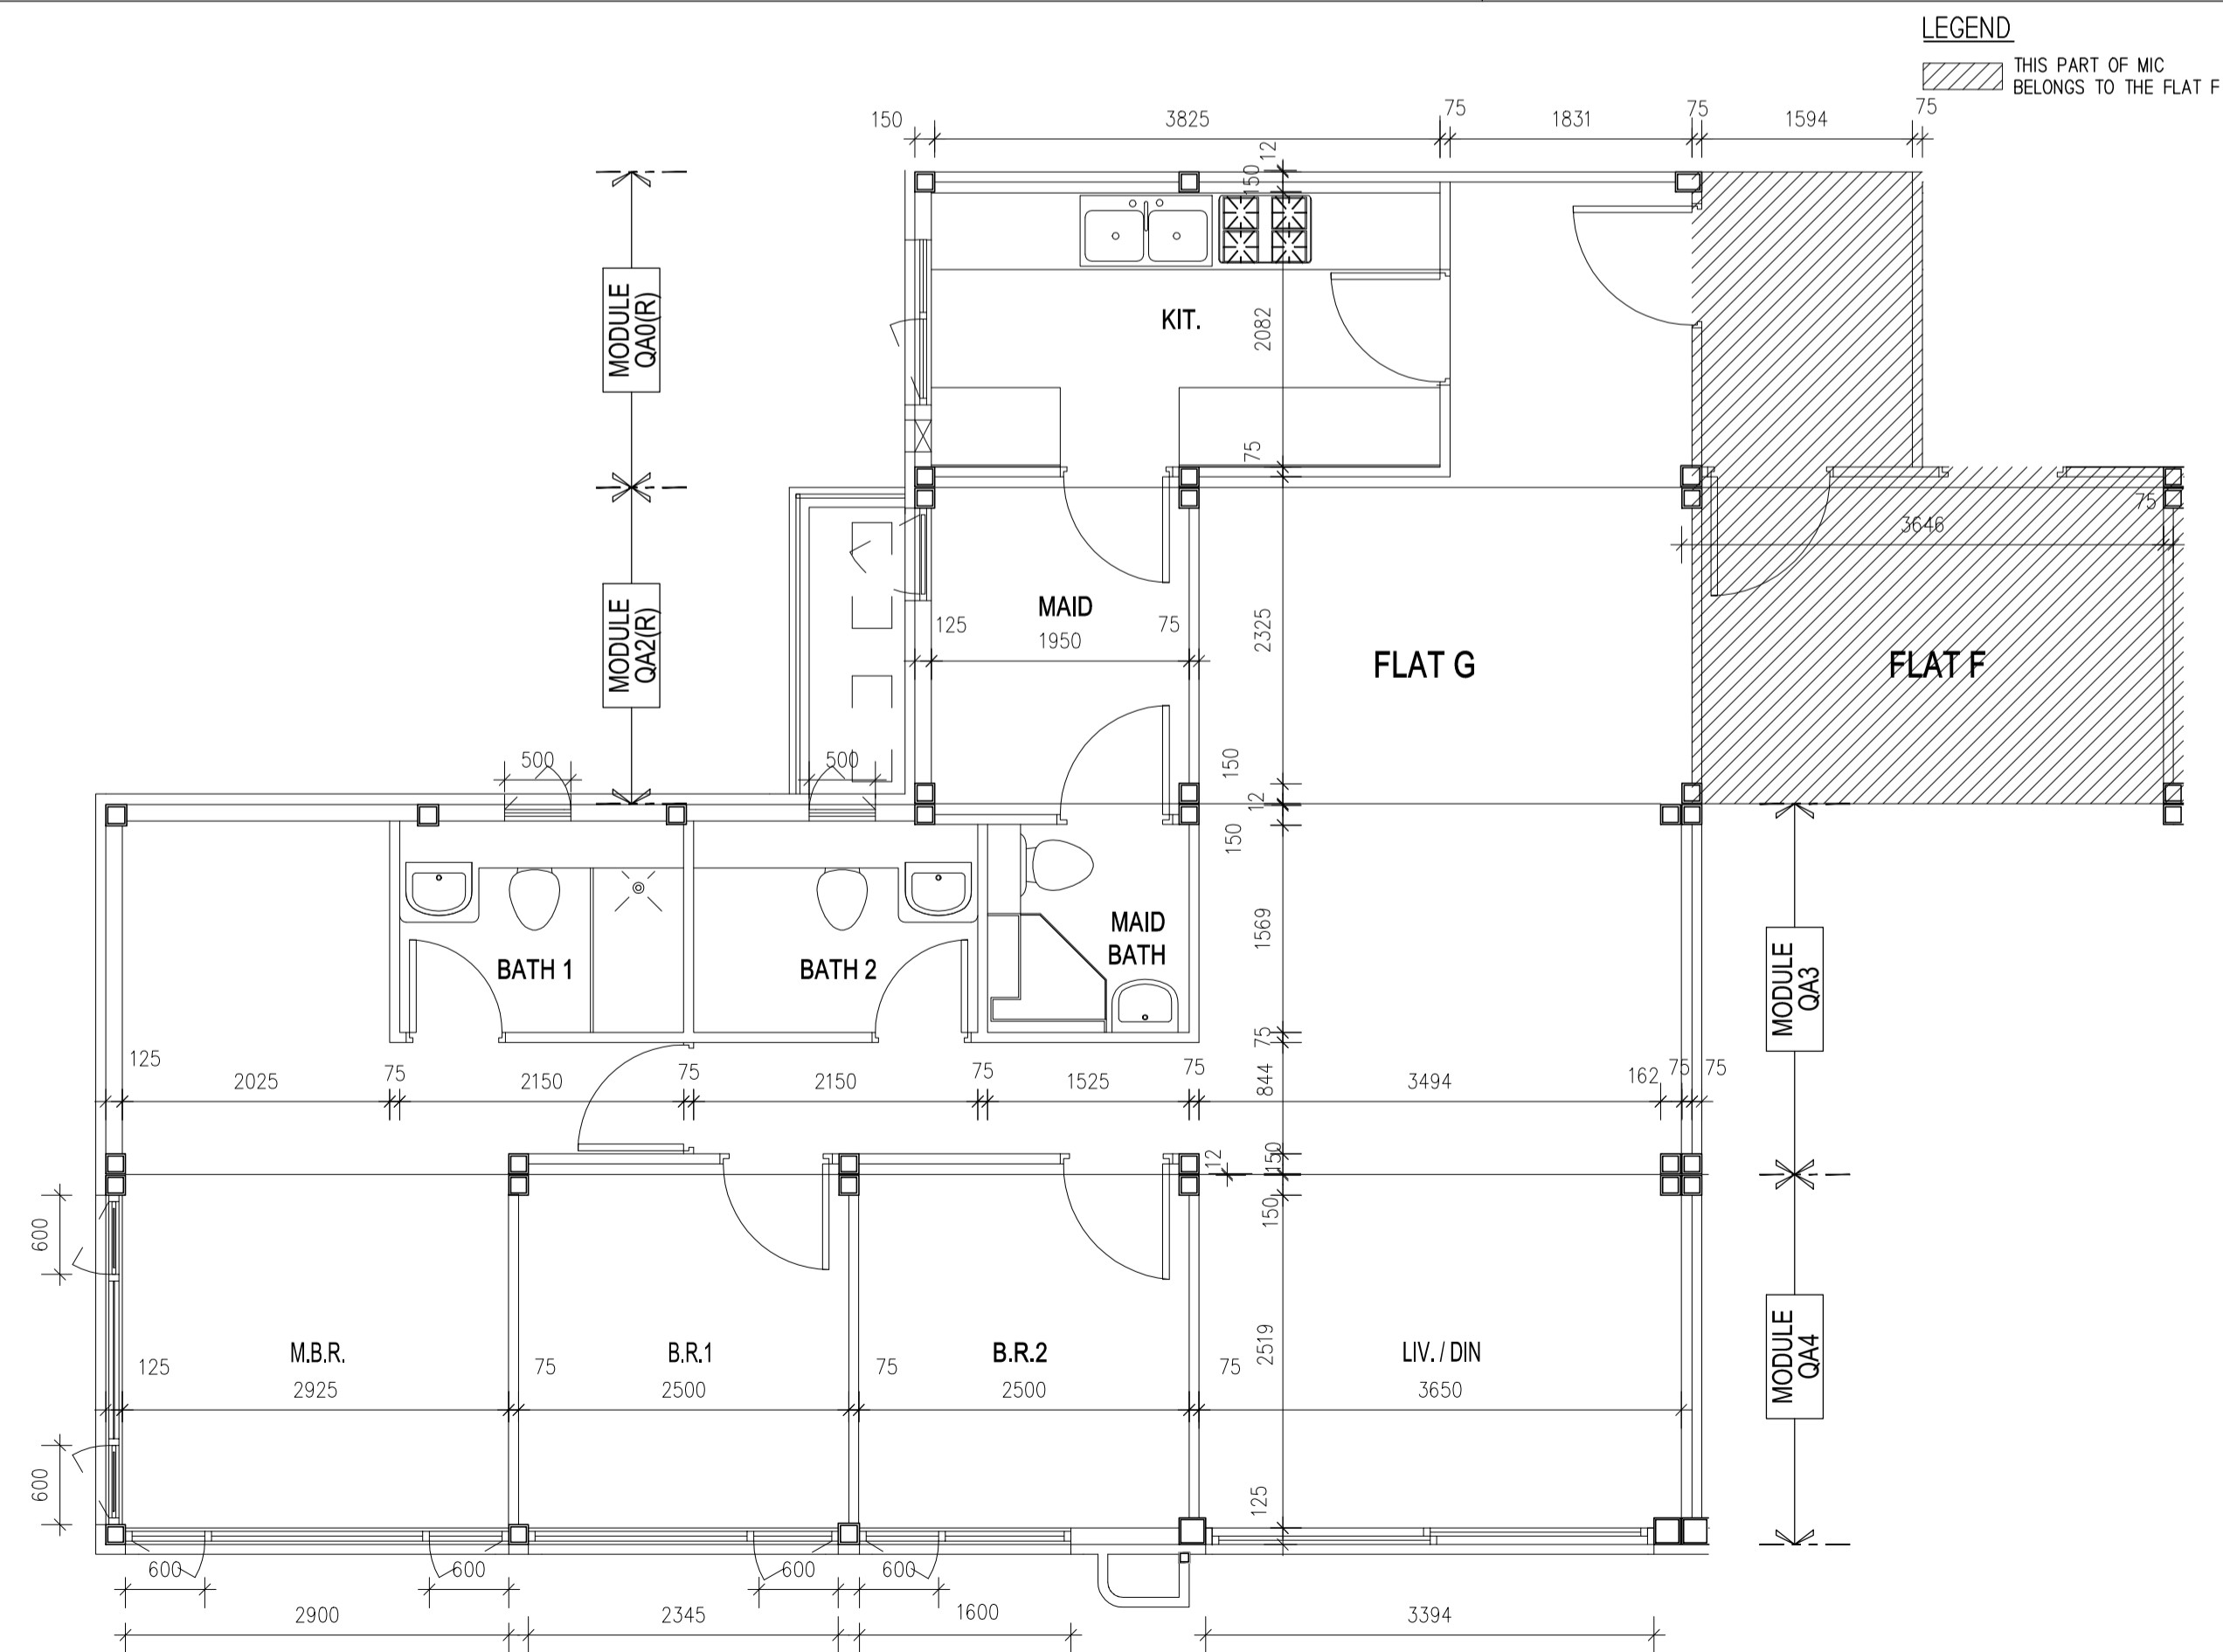 LEGEND
THIS PART OF MIC
BELONGS TO THE FLAT F
150
3825
75
1831
75
1594
75
12
150
MODULE
QA0(R)
KIT.
2082
75
75
3646
MODULE
QA2(R)
MAID
125
1950
75
2325
FLAT G
FLAT F
500
500
150
12
150
MAID
BATH
1569
BATH 1
BATH 2
MODULE
QA3
125
2025
75
2150
75
2150
75
1525
75
75
844
3494
162
75
75
12
150
150
600
M.B.R.
B.R.1
B.R.2
LIV. / DIN
125
2925
75
2500
75
2500
75
2519
3650
MODULE
QA4
600
125
600
600
600
600
2900
2345
1600
3394